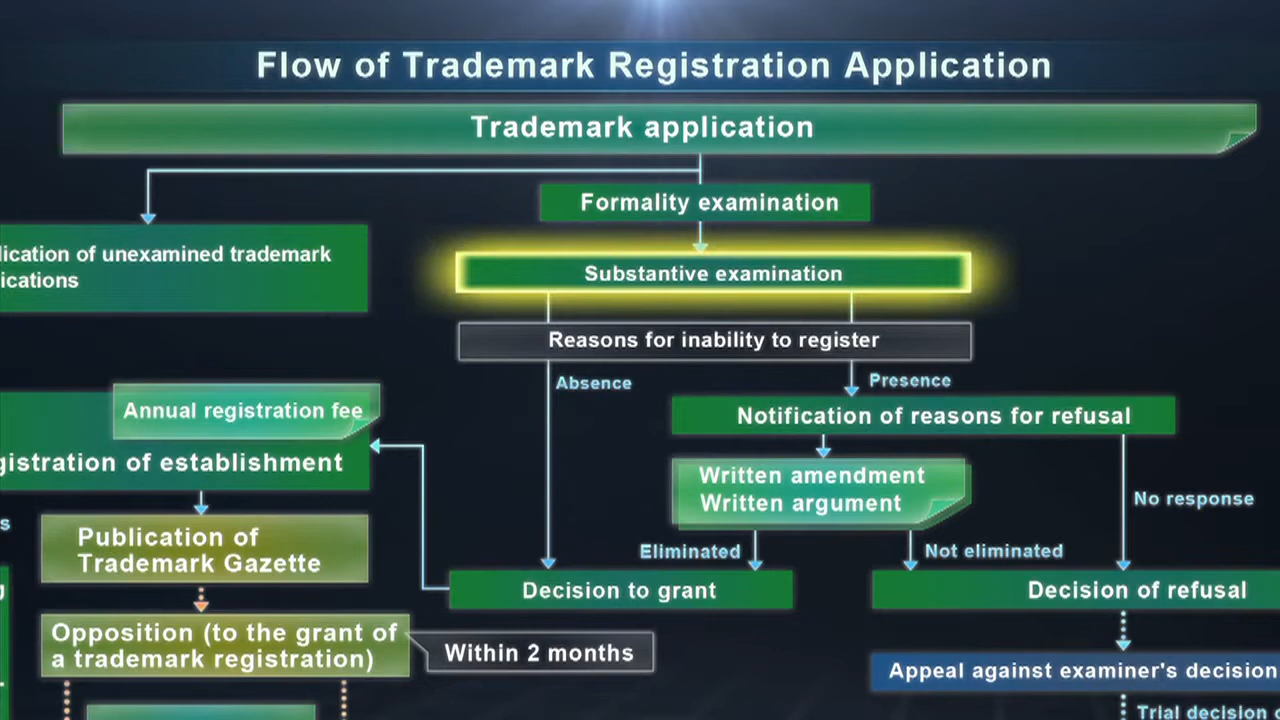 Flow of Trademark Registration Application
Trademark application
Formality examination
lication of unexamined trademark
ications
Substantive examination
Reasons for inability to register
Absence
Presence
Annual registration fee
gistration of establishment
Notification of reasons for refusal
Written amendment
Written argument
No response
Publication of
Trademark Gazette
Eliminated
Not eliminated
Decision to grant
Decision of refusal
Opposition (to the grant of
a trademark registration)
Within 2 months
Appeal against examiner's decision
Trial decision